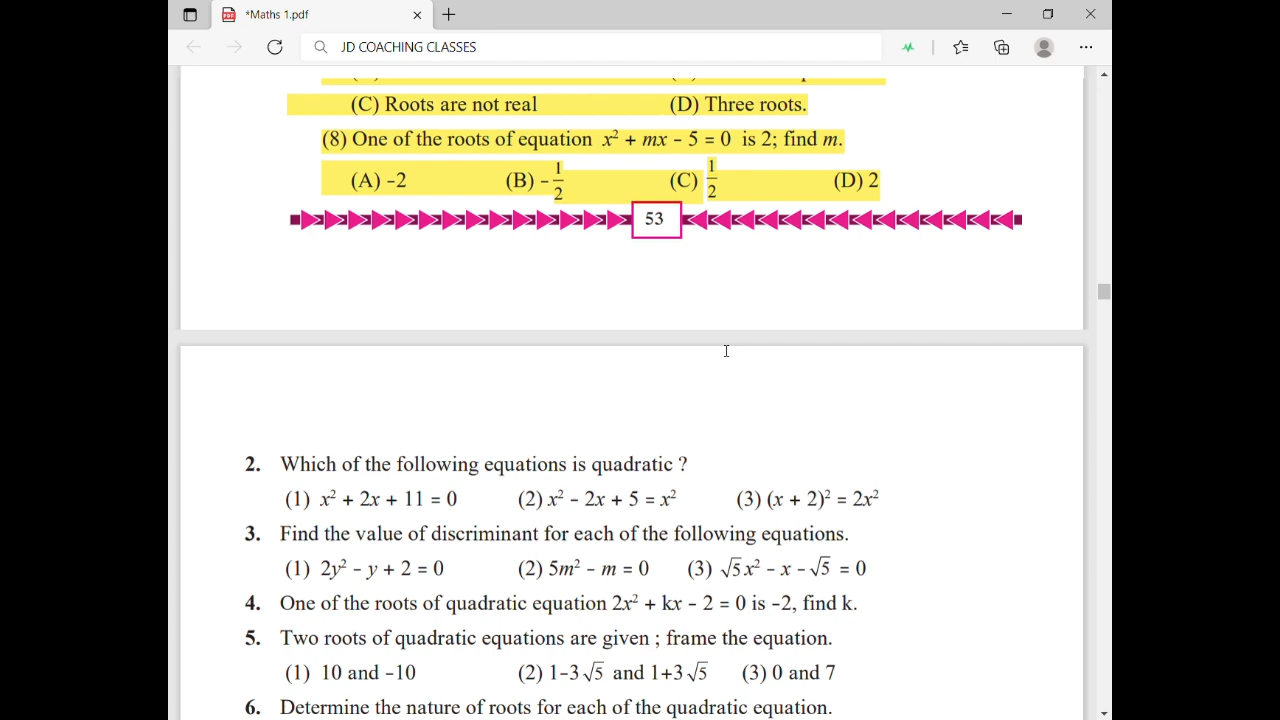 *Maths 1.pdf
JD COACHING CLASSES
(C) Roots are not real (D) Three roots.
(8) One of the roots of equation x² + mx - 5 = 0 is 2; find m.
(A) -2 (B) -1/2 (C) 1/2 (D) 2
53
2. Which of the following equations is quadratic ?
(1) x² + 2x + 11 = 0 (2) x² - 2x + 5 = x² (3) (x + 2)² = 2x²
3. Find the value of discriminant for each of the following equations.
(1) 2y² - y + 2 = 0 (2) 5m² - m = 0 (3) √5x² - x - √5 = 0
4. One of the roots of quadratic equation 2x² + kx - 2 = 0 is -2, find k.
5. Two roots of quadratic equations are given ; frame the equation.
(1) 10 and -10 (2) 1-3√5 and 1+3√5 (3) 0 and 7
6. Determine the nature of roots for each of the quadratic equation.